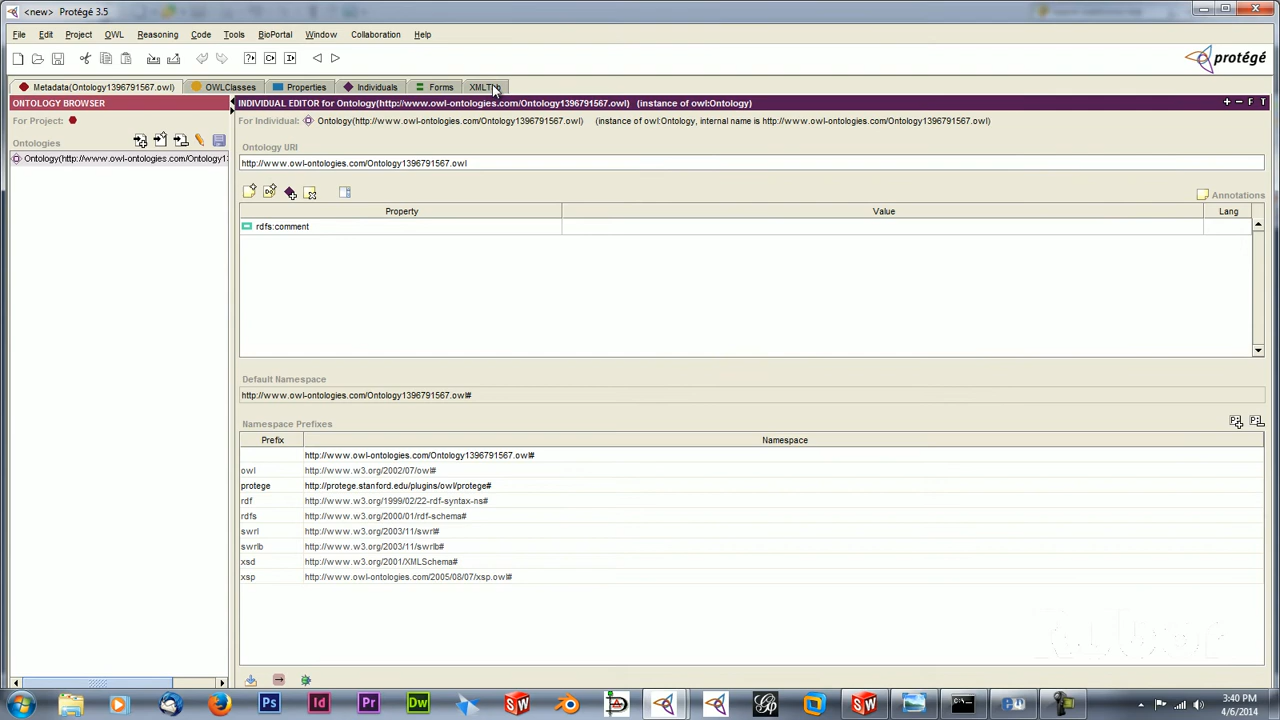 <new>  Protégé 3.5
File Edit Project OWL Reasoning Code Tools BioPortal Window Collaboration Help
protégé
Metadata(Ontology1396791567.owl) OWLClasses Properties Individuals Forms
ONTOLOGY BROWSER
For Project:
Ontologies
Ontology(http://www.owl-ontologies.com/Ontology1
INDIVIDUAL EDITOR for Ontology(http://www.owl-ontologies.com/Ontology1396791567.owl) (instance of owl:Ontology)
For Individual: Ontology(http://www.owl-ontologies.com/Ontology1396791567.owl) (instance of owl:Ontology, internal name is http://www.owl-ontologies.com/Ontology1396791567.owl)
Ontology URI
http://www.owl-ontologies.com/Ontology1396791567.owl
Annotations
Property Value Lang
rdfs:comment
Default Namespace
http://www.owl-ontologies.com/Ontology1396791567.owl#
Namespace Prefixes
Prefix Namespace
http://www.owl-ontologies.com/Ontology1396791567.owl#
owl http://www.w3.org/2002/07/owl#
protege http://protege.stanford.edu/plugins/owl/protege#
rdf http://www.w3.org/1999/02/22-rdf-syntax-ns#
rdfs http://www.w3.org/2000/01/rdf-schema#
swrl http://www.w3.org/2003/11/swrl#
swrlb http://www.w3.org/2003/11/swrlb#
xsd http://www.w3.org/2001/XMLSchema#
xsp http://www.owl-ontologies.com/2005/08/07/xsp.owl#
Ps Id Pr Dw
3:40 PM
4/6/2014